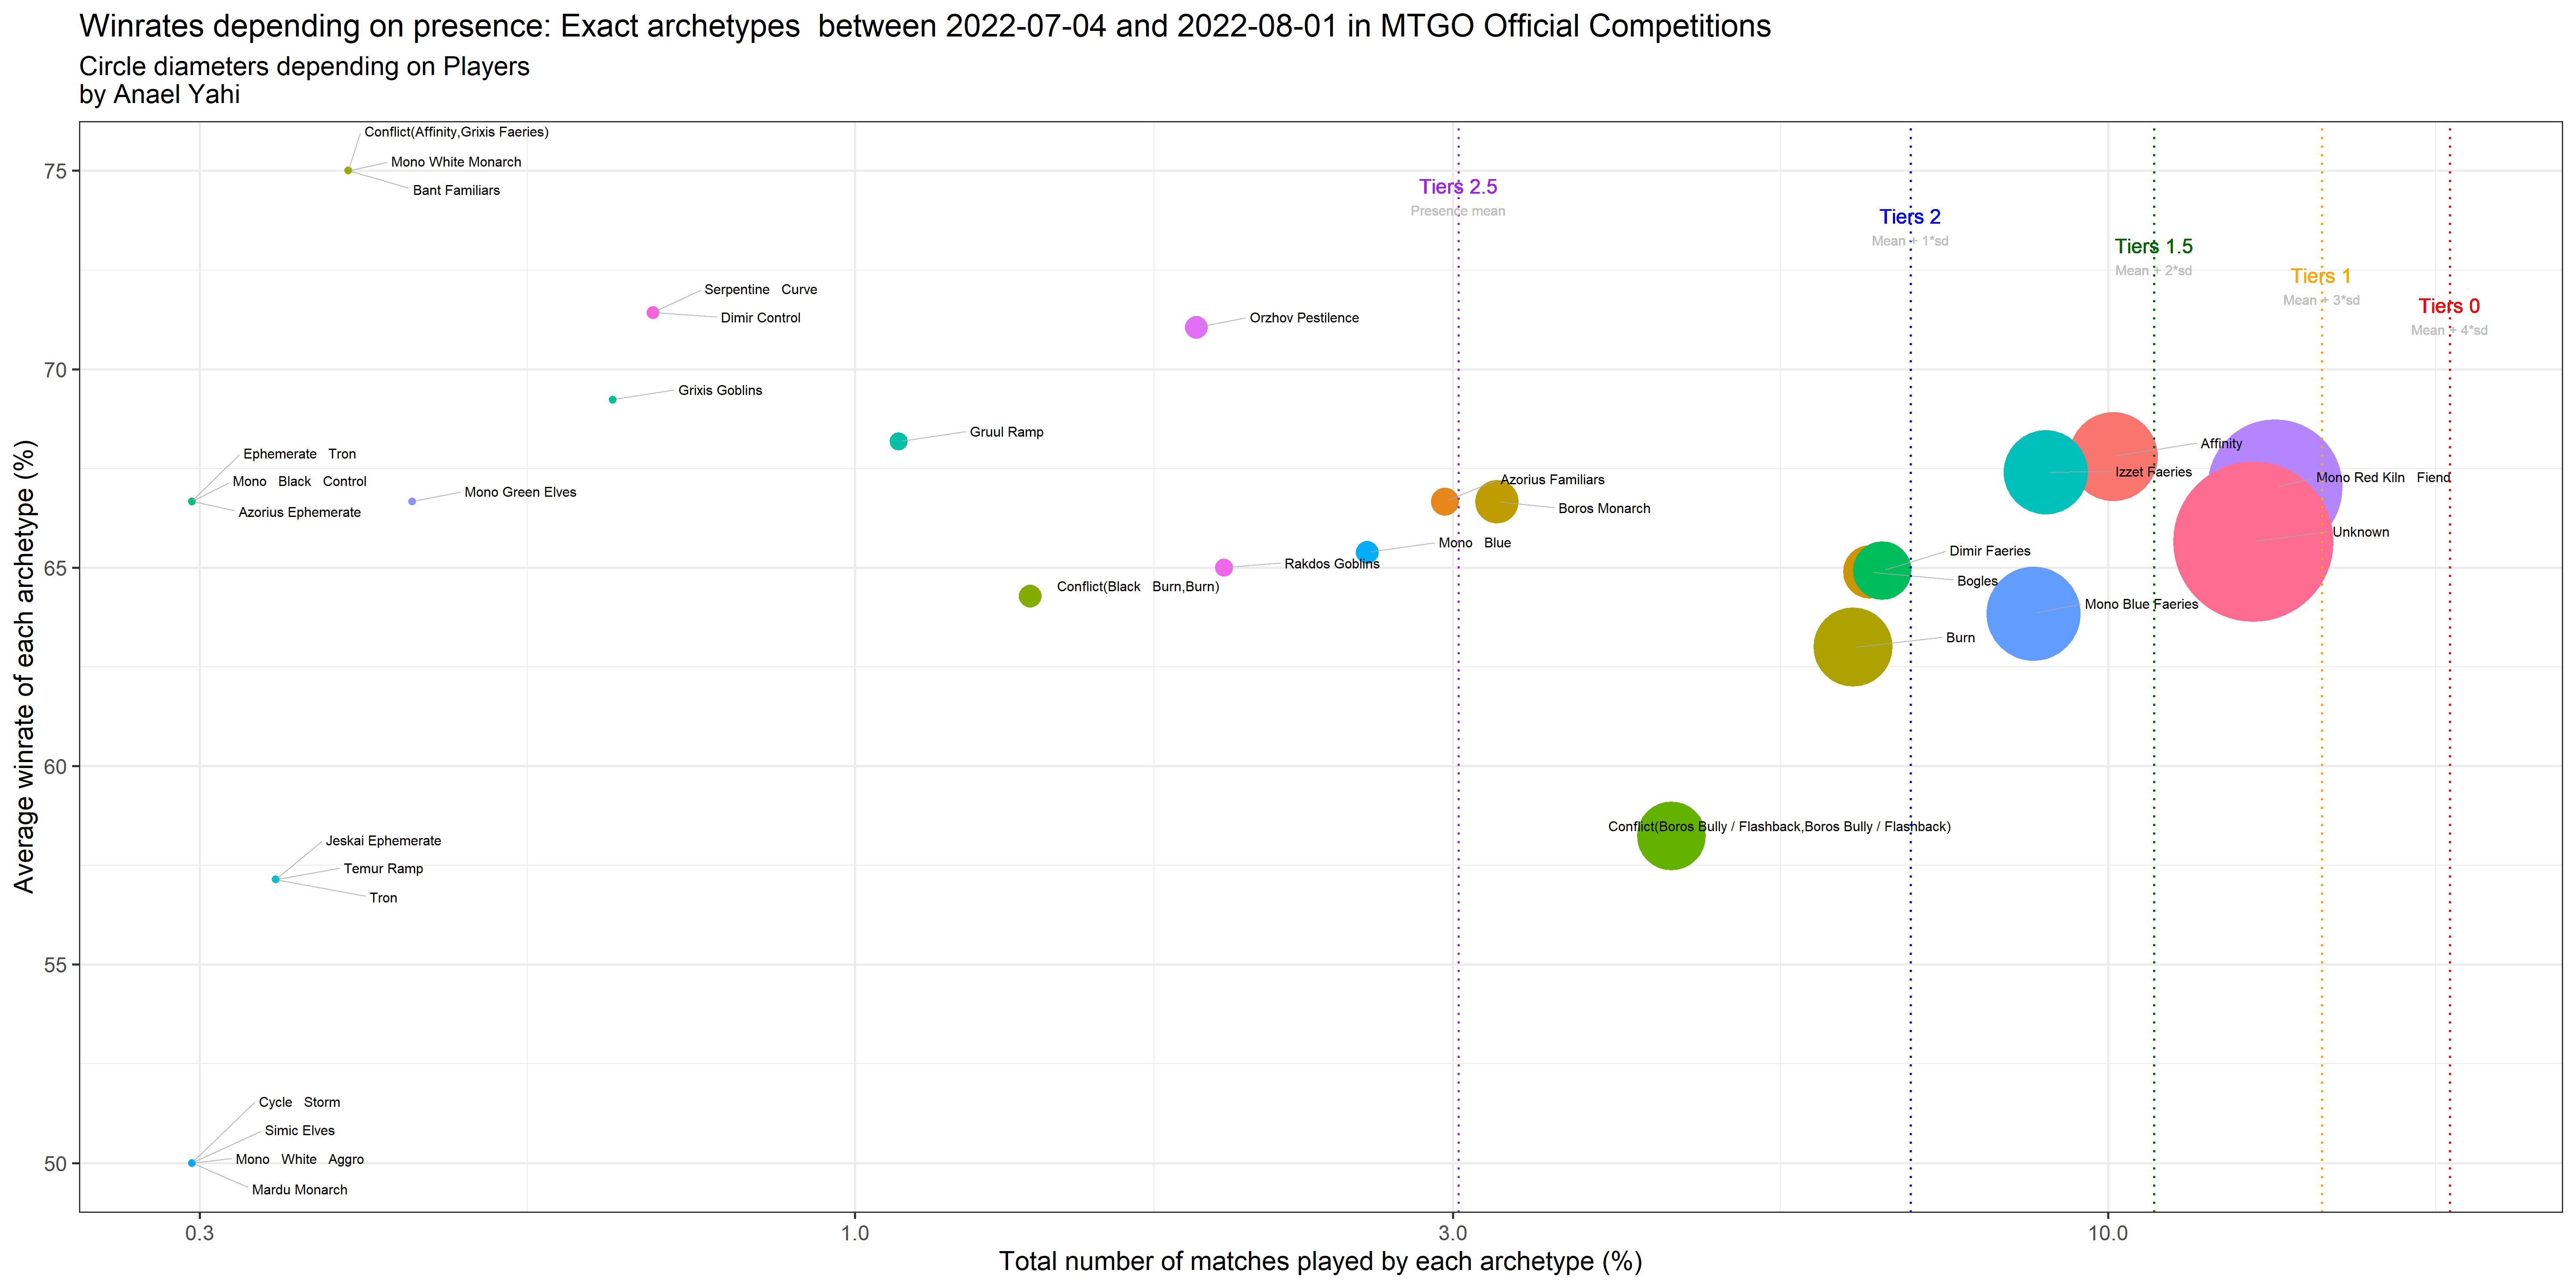 Winrates depending on presence: Exact archetypes  between 2022-07-04 and 2022-08-01 in MTGO Official Competitions
Circle diameters depending on Players
by Anael Yahi
Average winrate of each archetype (%)
75
70
65
60
55
50
Conflict(Affinity,Grixis Faeries)
Mono White Monarch
Bant Familiars
Tiers 2.5
Presence mean
Tiers 2
Mean + 1*sd
Tiers 1.5
Mean + 2*sd
Tiers 1
Mean + 3*sd
Tiers 0
Mean + 4*sd
Serpentine   Curve
Dimir Control
Orzhov Pestilence
Grixis Goblins
Gruul Ramp
Affinity
Ephemerate   Tron
Mono   Black   Control
Azorius Ephemerate
Mono Green Elves
Azorius Familiars
Boros Monarch
Izzet Faeries
Mono Red Kiln   Fiend
Unknown
Mono   Blue
Rakdos Goblins
Conflict(Black   Burn,Burn)
Dimir Faeries
Bogles
Mono Blue Faeries
Burn
Conflict(Boros Bully / Flashback,Boros Bully / Flashback)
Jeskai Ephemerate
Temur Ramp
Tron
Cycle   Storm
Simic Elves
Mono   White   Aggro
Mardu Monarch
0.3
1.0
3.0
10.0
Total number of matches played by each archetype (%)